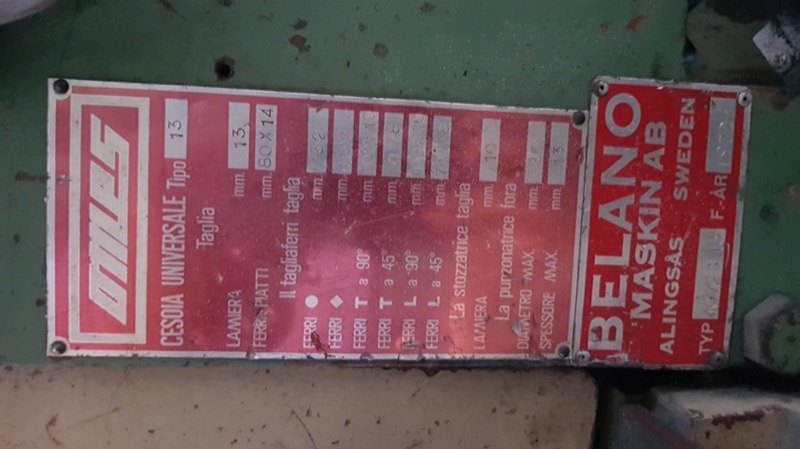 OMES
CESOIA UNIVERSALE Tipo 13
Taglia
LAMIERA mm. 13
FERRI PIATTI mm. 80 X 14
Il tagliaferri taglia
FERRI ● mm.
FERRI ◆ mm.
FERRI T a 90° mm.
FERRI T a 45° mm.
FERRI L a 90° mm.
FERRI L a 45° mm.
La stozzatrice taglia
LAMIERA mm. 10
La punzonatrice fora
DIAMETRO MAX. mm.
SPESSORE MAX. mm. 13
BELANO
MASKIN AB
ALINGSÅS SWEDEN
TYP F.-ÅR